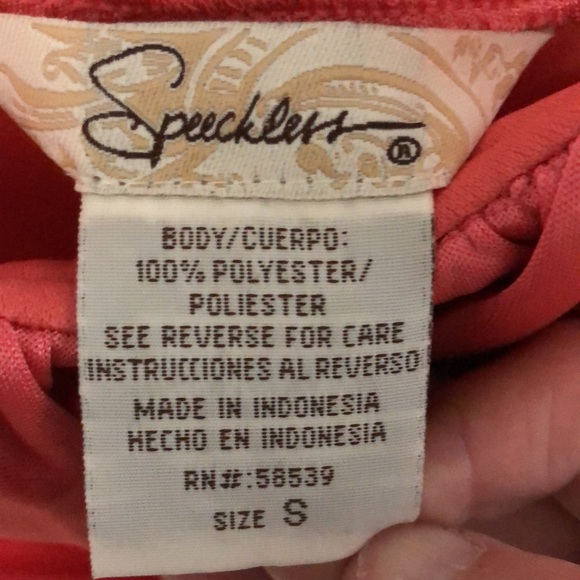 Speechless
®
BODY/CUERPO:
100% POLYESTER/
POLIESTER
SEE REVERSE FOR CARE
INSTRUCCIONES AL REVERSO
MADE IN INDONESIA
HECHO EN INDONESIA
RN#:58539
SIZE S